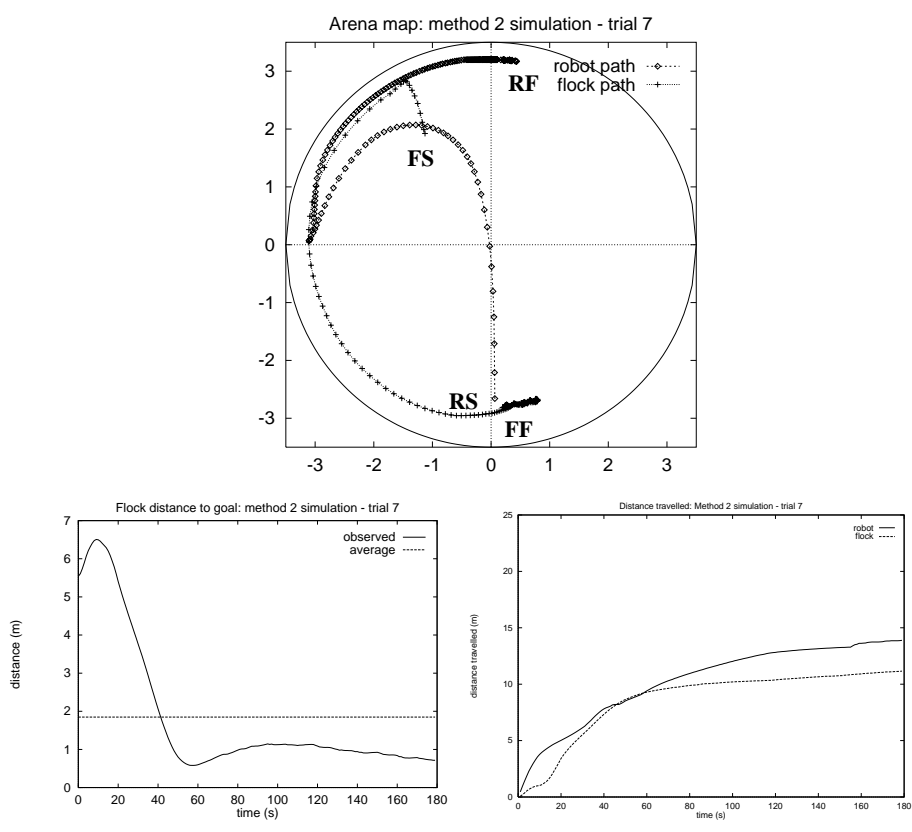 Arena map: method 2 simulation - trial 7
robot path
flock path
RF
FS
RS
FF
3
2
1
0
-1
-2
-3
-3 -2 -1 0 1 2 3
Flock distance to goal: method 2 simulation - trial 7
observed
average
distance (m)
7
6
5
4
3
2
1
0
0 20 40 60 80 100 120 140 160 180
time (s)
Distance travelled: Method 2 simulation - trial 7
robot
flock
distance travelled (m)
25
20
15
10
5
0
0 20 40 60 80 100 120 140 160 180
time (s)